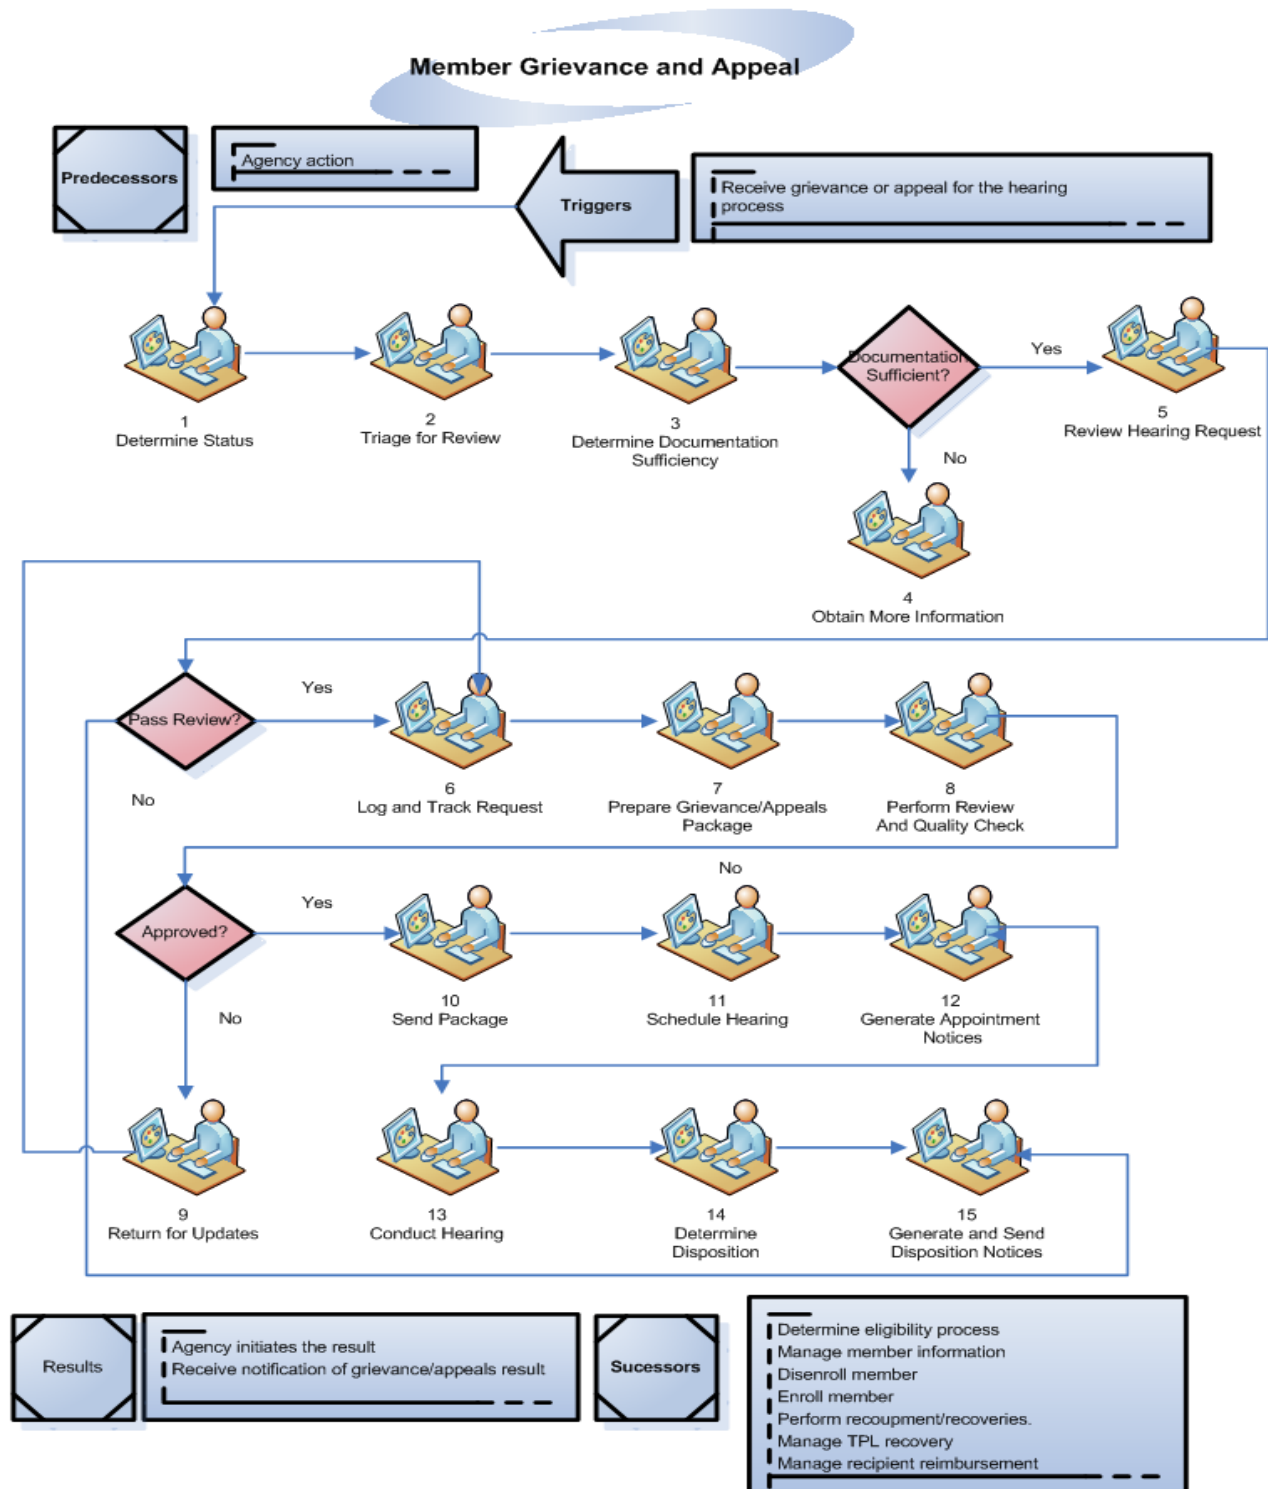 Member Grievance and Appeal
Predecessors
Agency action
Triggers
Receive grievance or appeal for the hearing
process
Documentation
Sufficient?
Yes
No
1
Determine Status
2
Triage for Review
3
Determine Documentation
Sufficiency
5
Review Hearing Request
4
Obtain More Information
Pass Review?
Yes
No
6
Log and Track Request
7
Prepare Grievance/Appeals
Package
8
Perform Review
And Quality Check
Approved?
Yes
No
No
10
Send Package
11
Schedule Hearing
12
Generate Appointment
Notices
9
Return for Updates
13
Conduct Hearing
14
Determine
Disposition
15
Generate and Send
Disposition Notices
Results
Agency initiates the result
Receive notification of grievance/appeals result
Sucessors
Determine eligibility process
Manage member information
Disenroll member
Enroll member
Perform recoupment/recoveries.
Manage TPL recovery
Manage recipient reimbursement